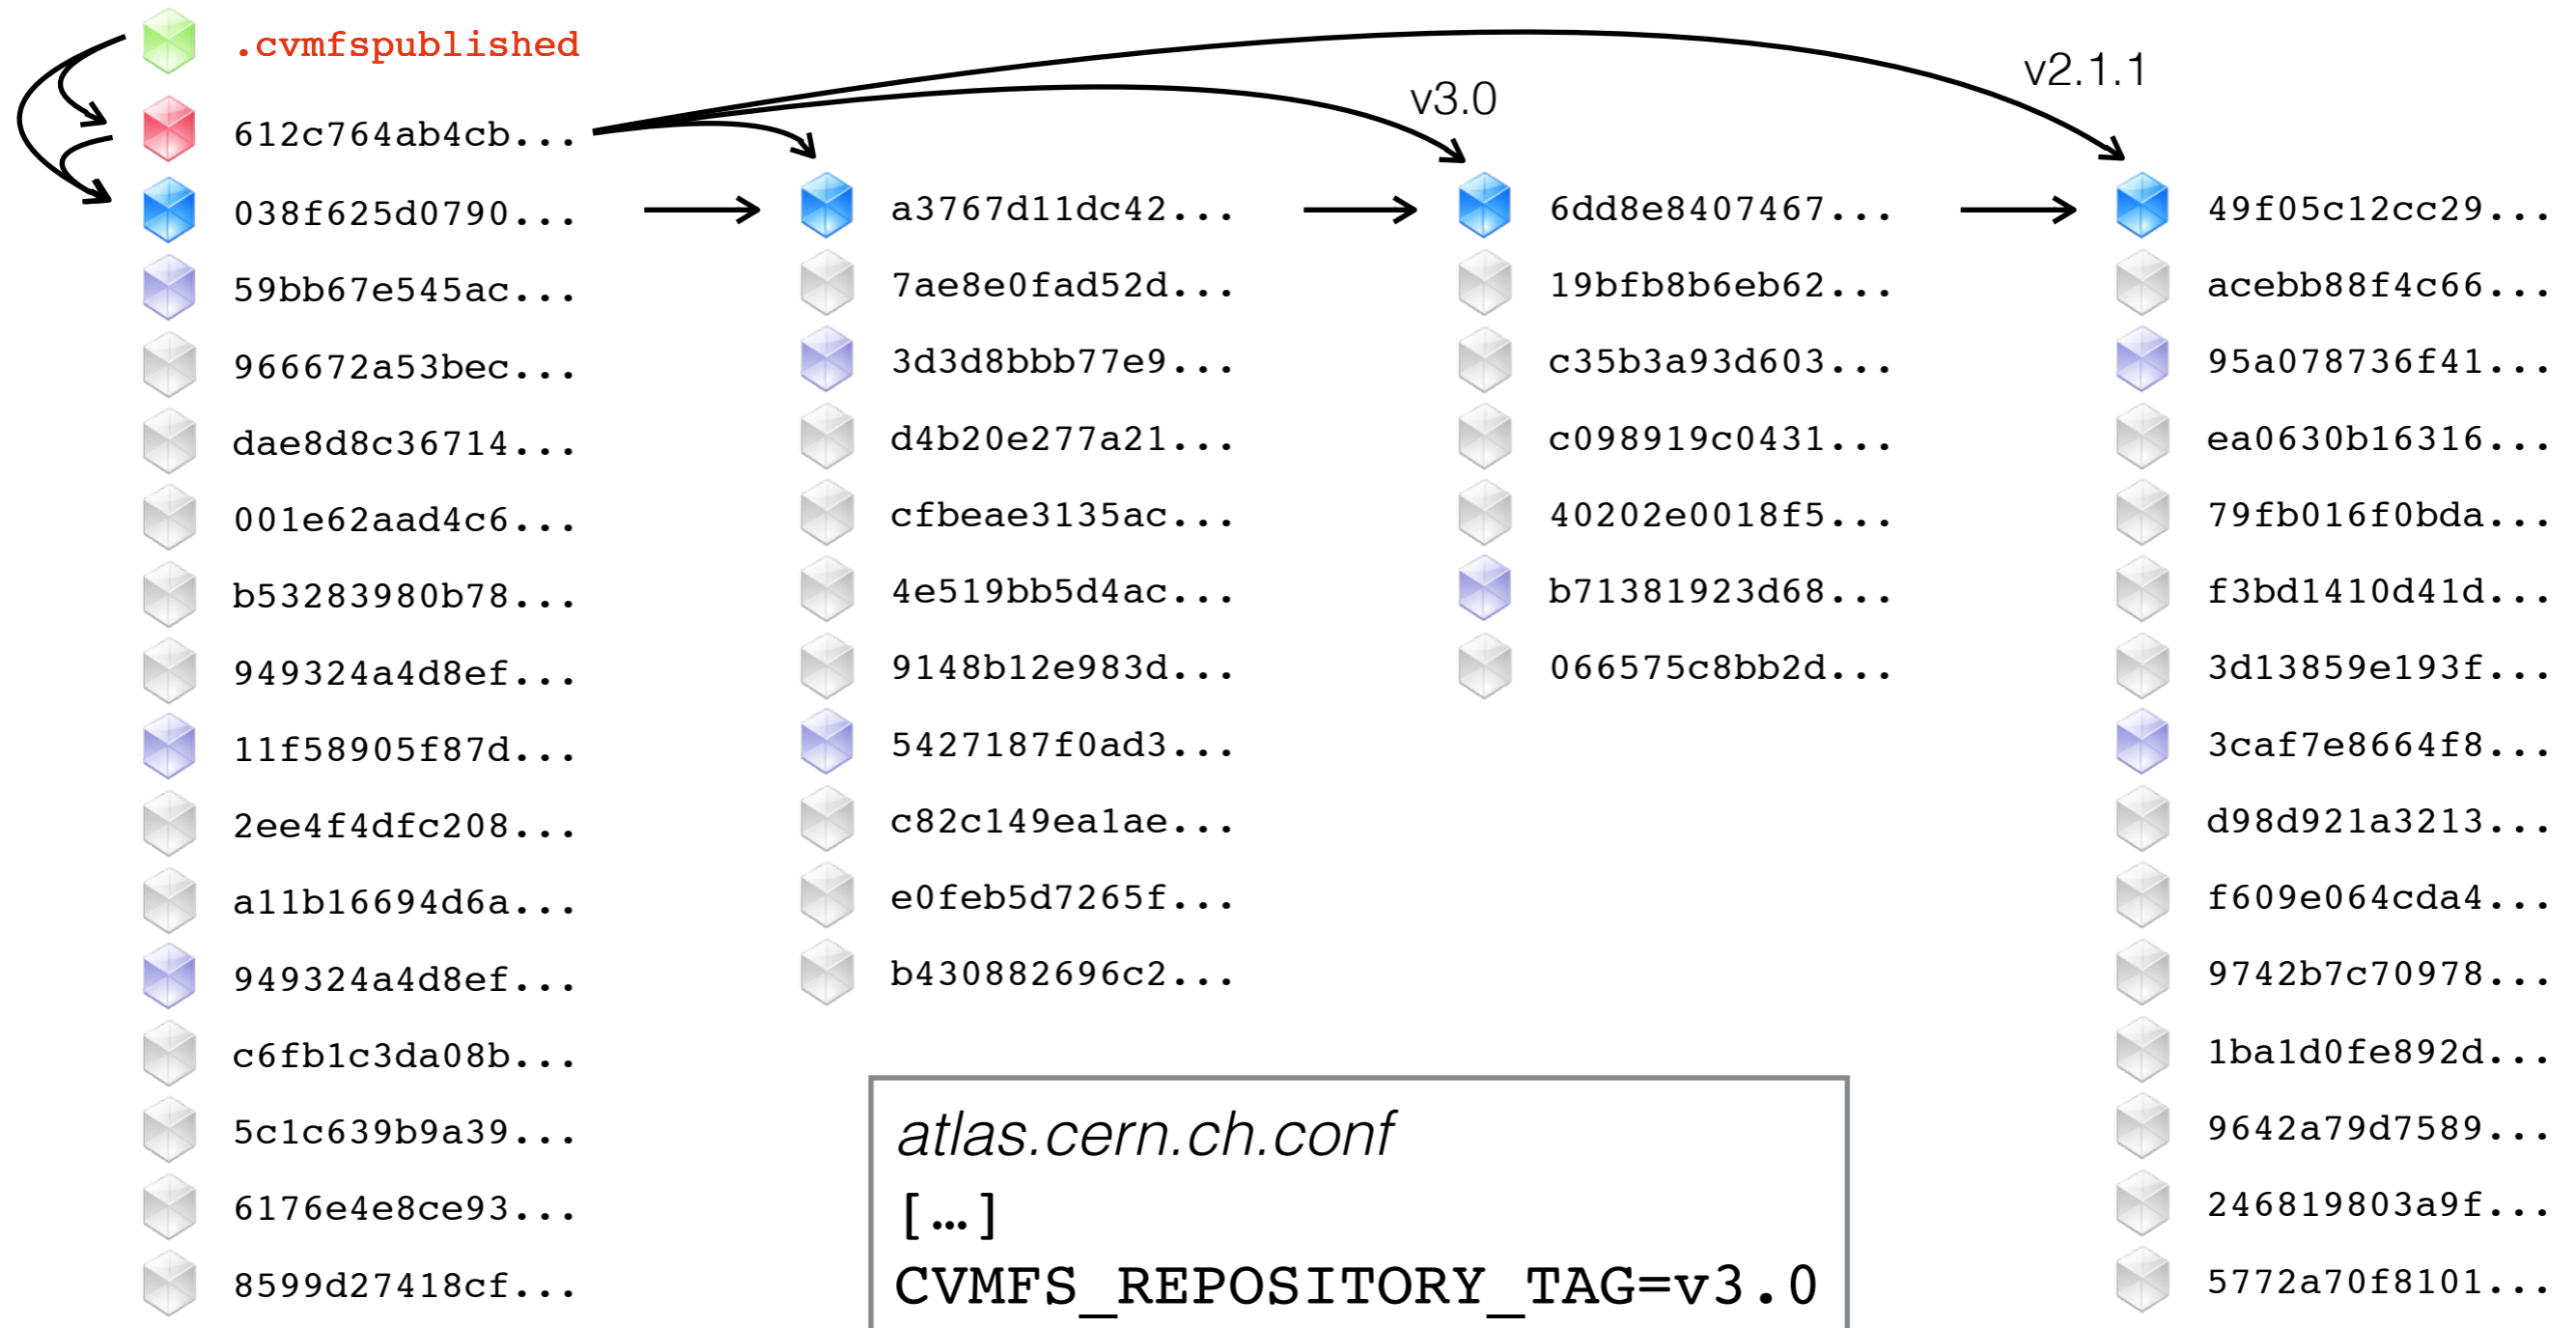 .cvmfspublished
612c764ab4cb...
038f625d0790...
59bb67e545ac...
966672a53bec...
dae8d8c36714...
001e62aad4c6...
b53283980b78...
949324a4d8ef...
11f58905f87d...
2ee4f4dfc208...
a11b16694d6a...
949324a4d8ef...
c6fb1c3da08b...
5c1c639b9a39...
6176e4e8ce93...
8599d27418cf...
a3767d11dc42...
7ae8e0fad52d...
3d3d8bbb77e9...
d4b20e277a21...
cfbeae3135ac...
4e519bb5d4ac...
9148b12e983d...
5427187f0ad3...
c82c149ea1ae...
e0feb5d7265f...
b430882696c2...
v3.0
6dd8e8407467...
19bfb8b6eb62...
c35b3a93d603...
c098919c0431...
40202e0018f5...
b71381923d68...
066575c8bb2d...
v2.1.1
49f05c12cc29...
acebb88f4c66...
95a078736f41...
ea0630b16316...
79fb016f0bda...
f3bd1410d41d...
3d13859e193f...
3caf7e8664f8...
d98d921a3213...
f609e064cda4...
9742b7c70978...
1ba1d0fe892d...
9642a79d7589...
246819803a9f...
5772a70f8101...
atlas.cern.ch.conf
[…]
CVMFS_REPOSITORY_TAG=v3.0